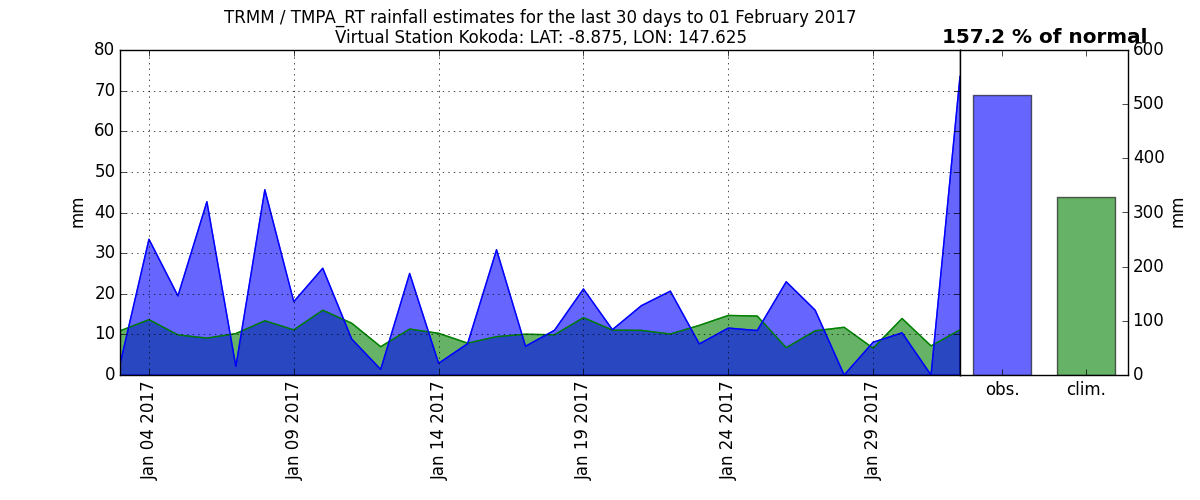 TRMM / TMPA_RT rainfall estimates for the last 30 days to 01 February 2017
Virtual Station Kokoda: LAT: -8.875, LON: 147.625
157.2 % of normal
80
70
60
50
40
30
20
10
0
mm
600
500
400
300
200
100
0
mm
Jan 04 2017
Jan 09 2017
Jan 14 2017
Jan 19 2017
Jan 24 2017
Jan 29 2017
obs.
clim.